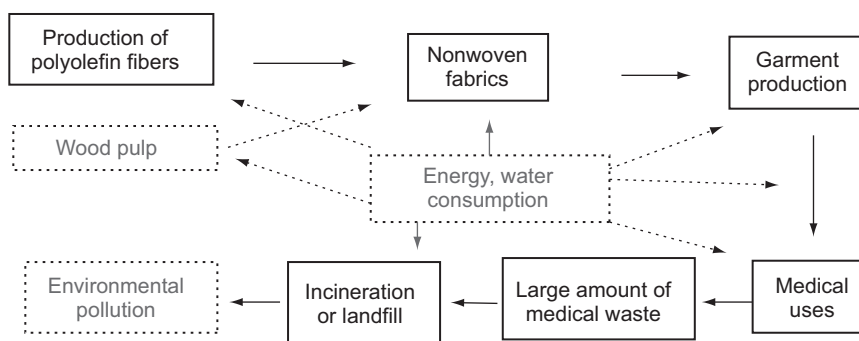 Production of
polyolefin fibers
Nonwoven
fabrics
Garment
production
Wood pulp
Energy, water
consumption
Environmental
pollution
Incineration
or landfill
Large amount of
medical waste
Medical
uses